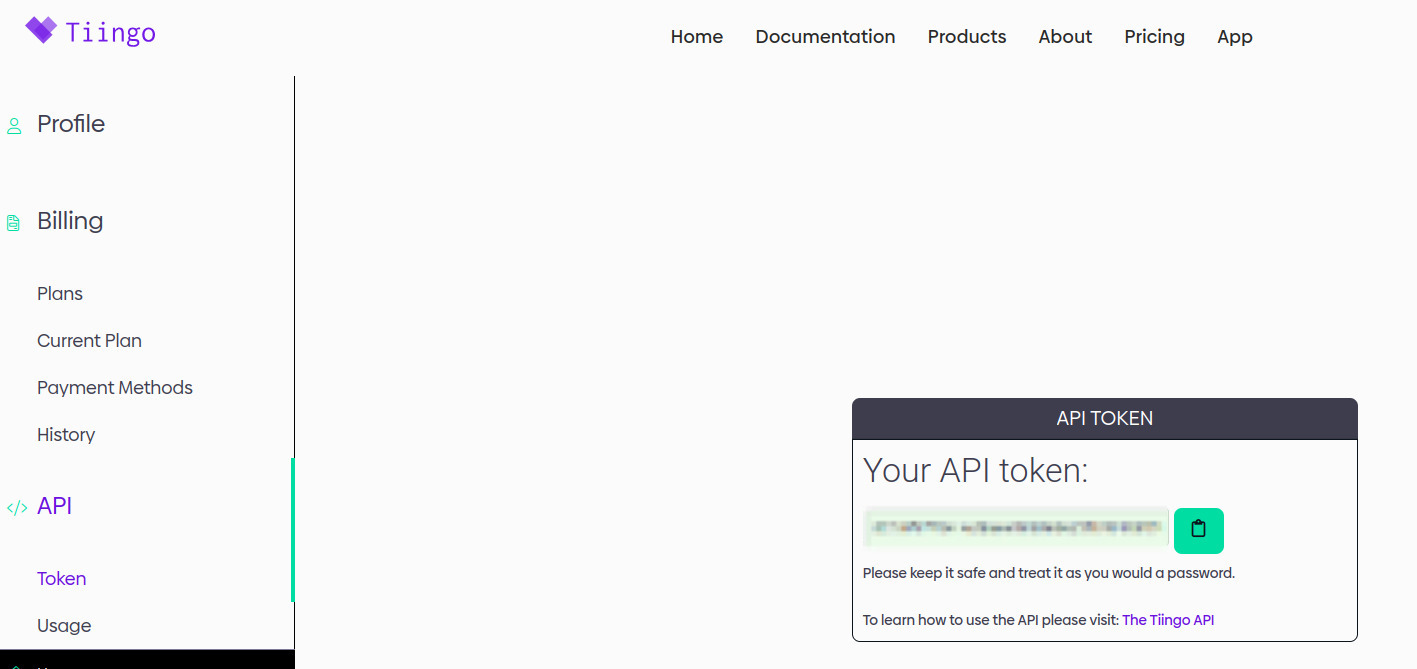 Tiingo
Home Documentation Products About Pricing App
Profile
Billing
Plans
Current Plan
Payment Methods
History
API
Token
Usage
API TOKEN
Your API token:
Please keep it safe and treat it as you would a password.
To learn how to use the API please visit: The Tiingo API